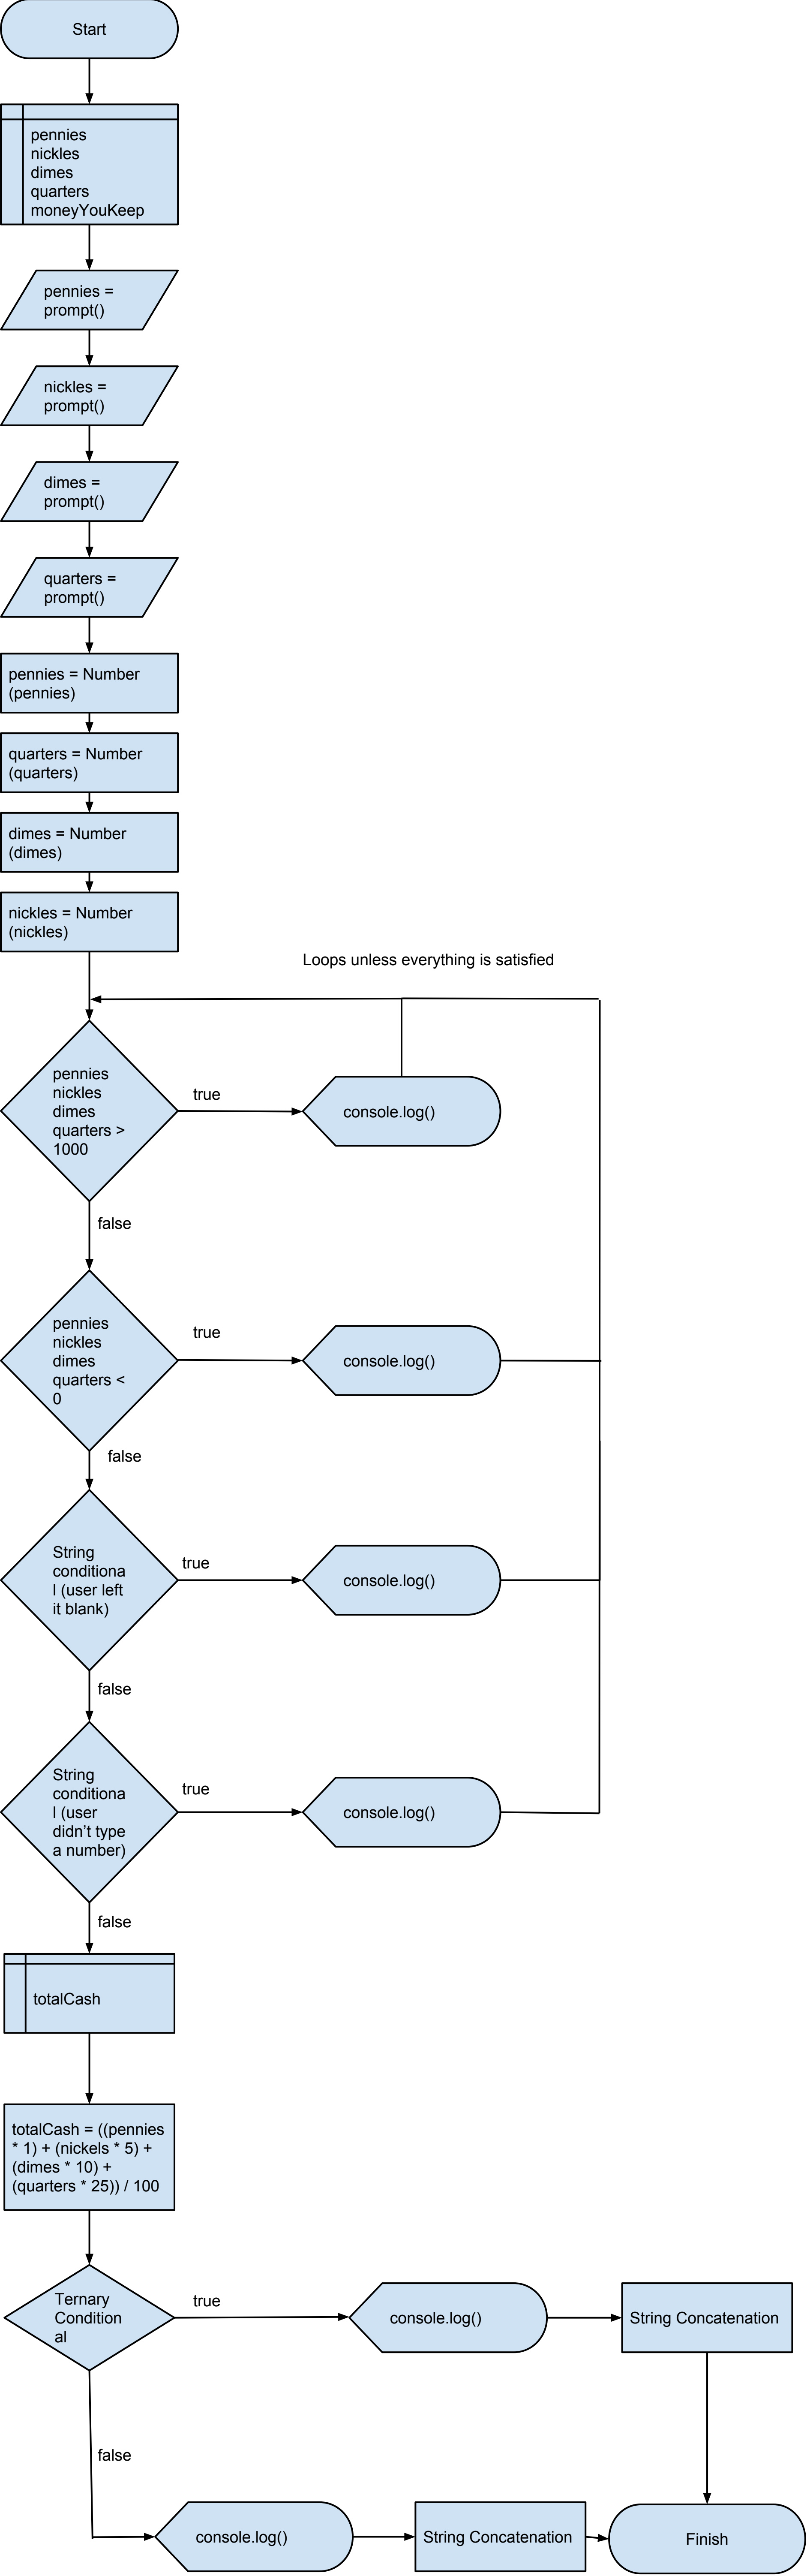 Start
pennies
nickles
dimes
quarters
moneyYouKeep
pennies =
prompt()
nickles =
prompt()
dimes =
prompt()
quarters =
prompt()
pennies = Number
(pennies)
quarters = Number
(quarters)
dimes = Number
(dimes)
nickles = Number
(nickles)
Loops unless everything is satisfied
pennies
nickles
dimes
quarters >
1000
true
console.log()
false
pennies
nickles
dimes
quarters <
0
true
console.log()
false
String
conditiona
l (user left
it blank)
true
console.log()
false
String
conditiona
l (user
didn't type
a number)
true
console.log()
false
totalCash
totalCash = ((pennies
* 1) + (nickels * 5) +
(dimes * 10) +
(quarters * 25)) / 100
Ternary
Condition
al
true
console.log()
String Concatenation
false
console.log()
String Concatenation
Finish